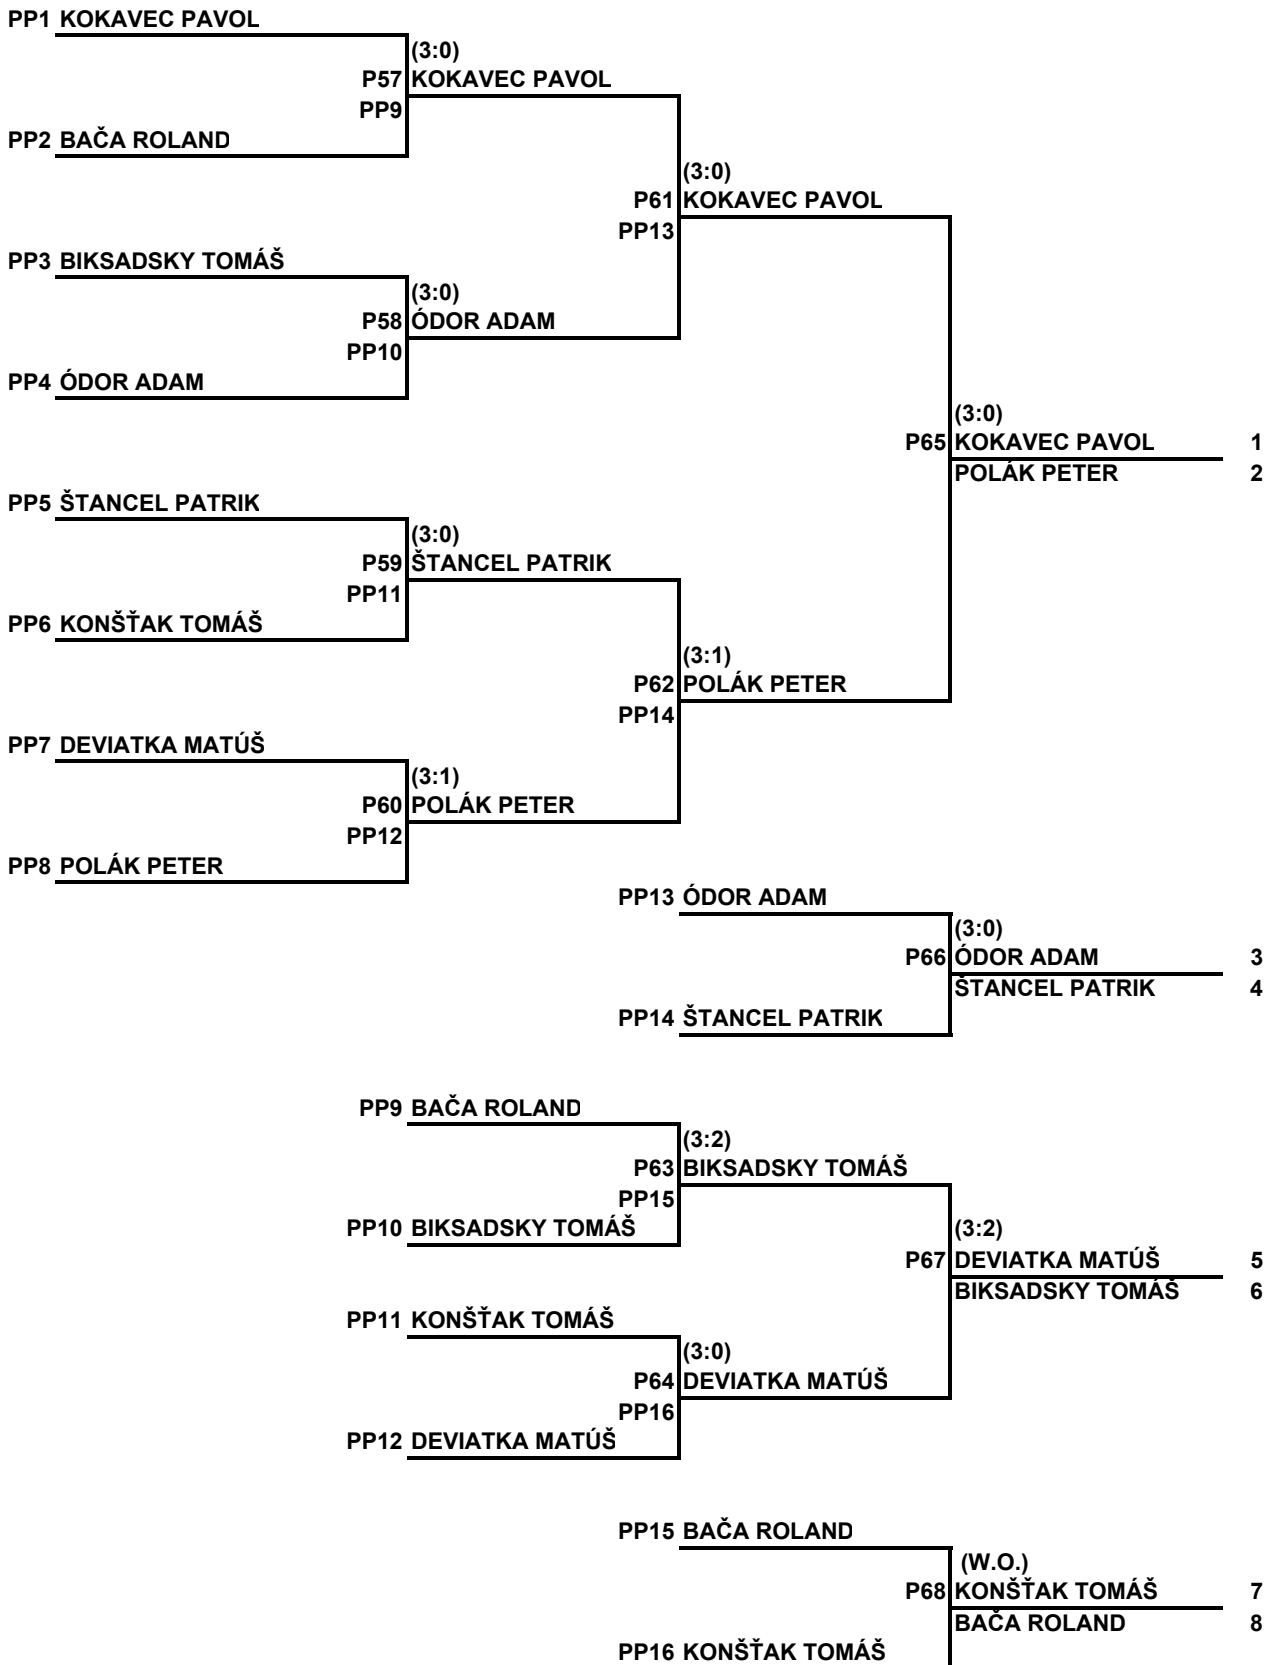 PP1 KOKAVEC PAVOL
(3:0)
P57 KOKAVEC PAVOL
PP9
PP2 BAČA ROLAND
(3:0)
P61 KOKAVEC PAVOL
PP13
PP3 BIKSADSKY TOMÁŠ
(3:0)
P58 ÓDOR ADAM
PP10
PP4 ÓDOR ADAM
(3:0)
P65 KOKAVEC PAVOL 1
POLÁK PETER 2
PP5 ŠTANCEL PATRIK
(3:0)
P59 ŠTANCEL PATRIK
PP11
PP6 KONŠŤAK TOMÁŠ
(3:1)
P62 POLÁK PETER
PP14
PP7 DEVIATKA MATÚŠ
(3:1)
P60 POLÁK PETER
PP12
PP8 POLÁK PETER
PP13 ÓDOR ADAM
(3:0)
P66 ÓDOR ADAM 3
ŠTANCEL PATRIK 4
PP14 ŠTANCEL PATRIK
PP9 BAČA ROLAND
(3:2)
P63 BIKSADSKY TOMÁŠ
PP15
PP10 BIKSADSKY TOMÁŠ
(3:2)
P67 DEVIATKA MATÚŠ 5
BIKSADSKY TOMÁŠ 6
PP11 KONŠŤAK TOMÁŠ
(3:0)
P64 DEVIATKA MATÚŠ
PP16
PP12 DEVIATKA MATÚŠ
PP15 BAČA ROLAND
(W.O.)
P68 KONŠŤAK TOMÁŠ 7
BAČA ROLAND 8
PP16 KONŠŤAK TOMÁŠ